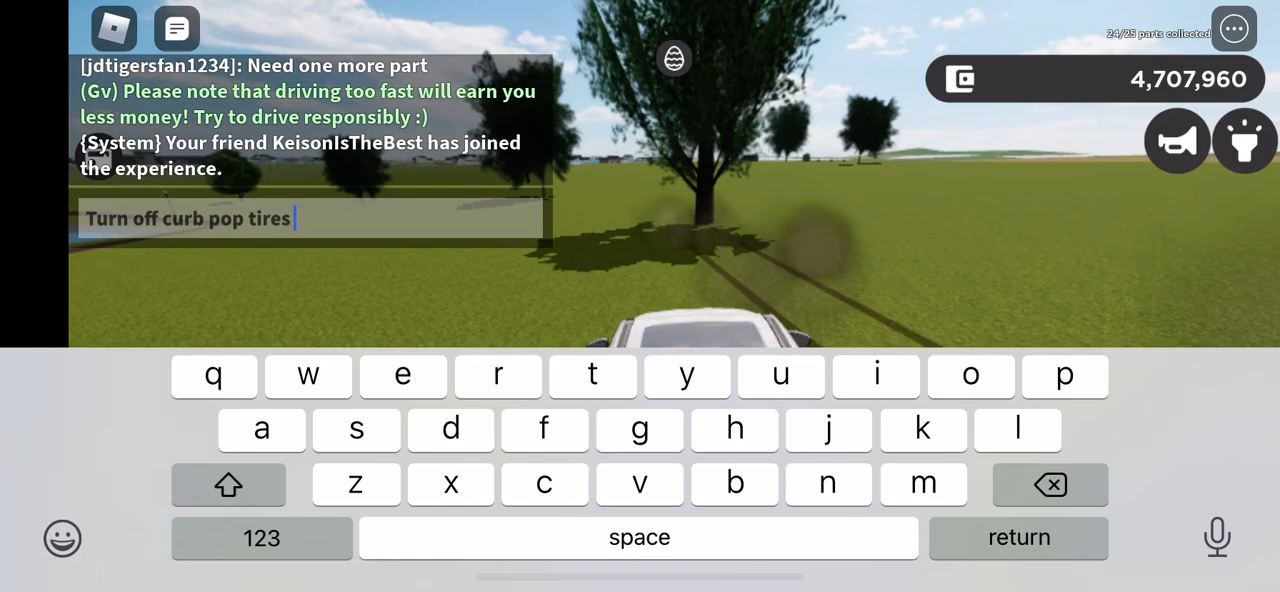 24/25 parts collected
[jdtigersfan1234]: Need one more part
(Gv) Please note that driving too fast will earn you
less money! Try to drive responsibly :)
{System} Your friend KeisonIsTheBest has joined
the experience.
4,707,960
Turn off curb pop tires
q w e r t y u i o p
a s d f g h j k l
z x c v b n m
123 space return